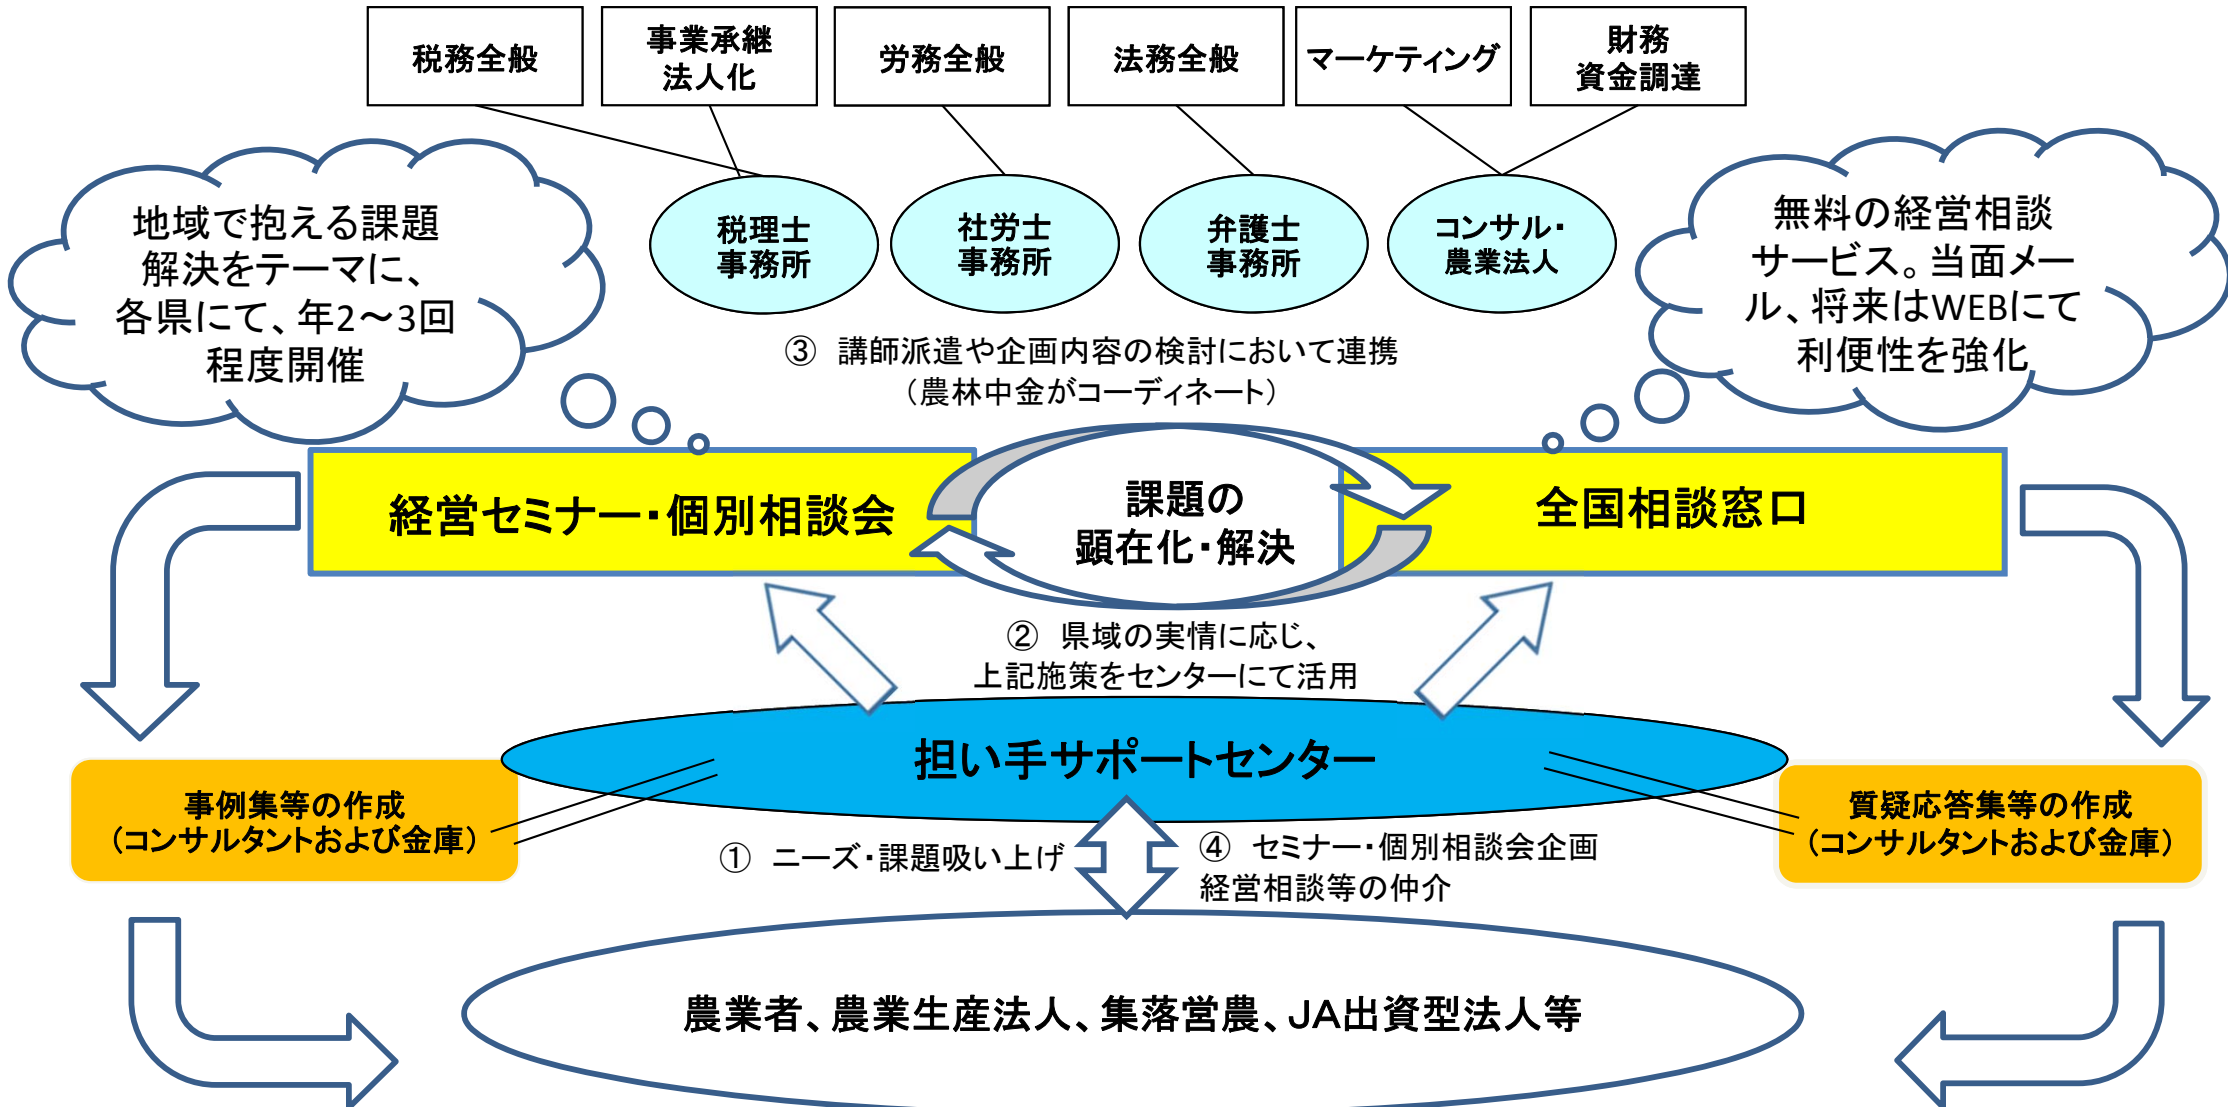 税務全般
事業承継
法人化
労務全般
法務全般
マーケティング
財務
資金調達
税理士
事務所
社労士
事務所
弁護士
事務所
コンサル・
農業法人
地域で抱える課題
解決をテーマに、
各県にて、年2～3回
程度開催
無料の経営相談
サービス。当面メー
ル、将来はWEBにて
利便性を強化
③ 講師派遣や企画内容の検討において連携
（農林中金がコーディネート）
経営セミナー・個別相談会
課題の
顕在化・解決
全国相談窓口
② 県域の実情に応じ、
上記施策をセンターにて活用
担い手サポートセンター
事例集等の作成
（コンサルタントおよび金庫）
質疑応答集等の作成
（コンサルタントおよび金庫）
① ニーズ・課題吸い上げ
④ セミナー・個別相談会企画
経営相談等の仲介
農業者、農業生産法人、集落営農、JA出資型法人等